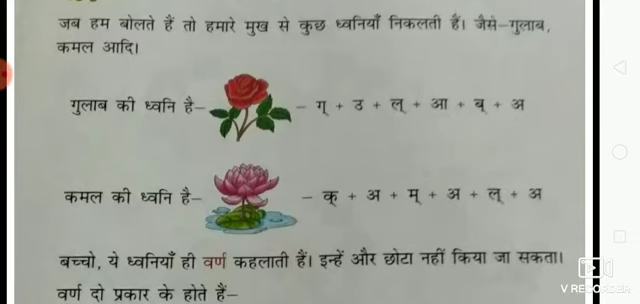 जब हम बोलते हैं तो हमारे मुख से कुछ ध्वनियाँ निकलती हैं। जैसे–गुलाब,
कमल आदि।
गुलाब की ध्वनि है– – ग् + उ + ल् + आ + ब् + अ
कमल की ध्वनि है– – क् + अ + म् + अ + ल् + अ
बच्चो, ये ध्वनियाँ ही वर्ण कहलाती हैं। इन्हें और छोटा नहीं किया जा सकता।
वर्ण दो प्रकार के होते हैं–
V RECORDER